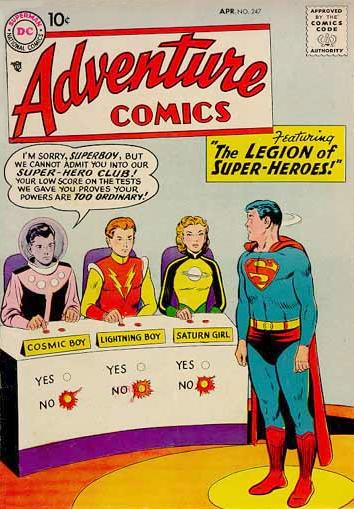 SUPERMAN
DC
NATIONAL COMICS
10¢
APR. NO. 247
APPROVED
BY THE
COMICS
CODE
AUTHORITY
Adventure
COMICS
Featuring
"The LEGION of
SUPER-HEROES!"
I'M SORRY, SUPERBOY, BUT
WE CANNOT ADMIT YOU INTO OUR
SUPER-HERO CLUB!
YOUR LOW SCORE ON THE TESTS
WE GAVE YOU PROVES YOUR
POWERS ARE TOO ORDINARY!
COSMIC BOY
LIGHTNING BOY
SATURN GIRL
YES
YES
YES
NO
NO
NO
S